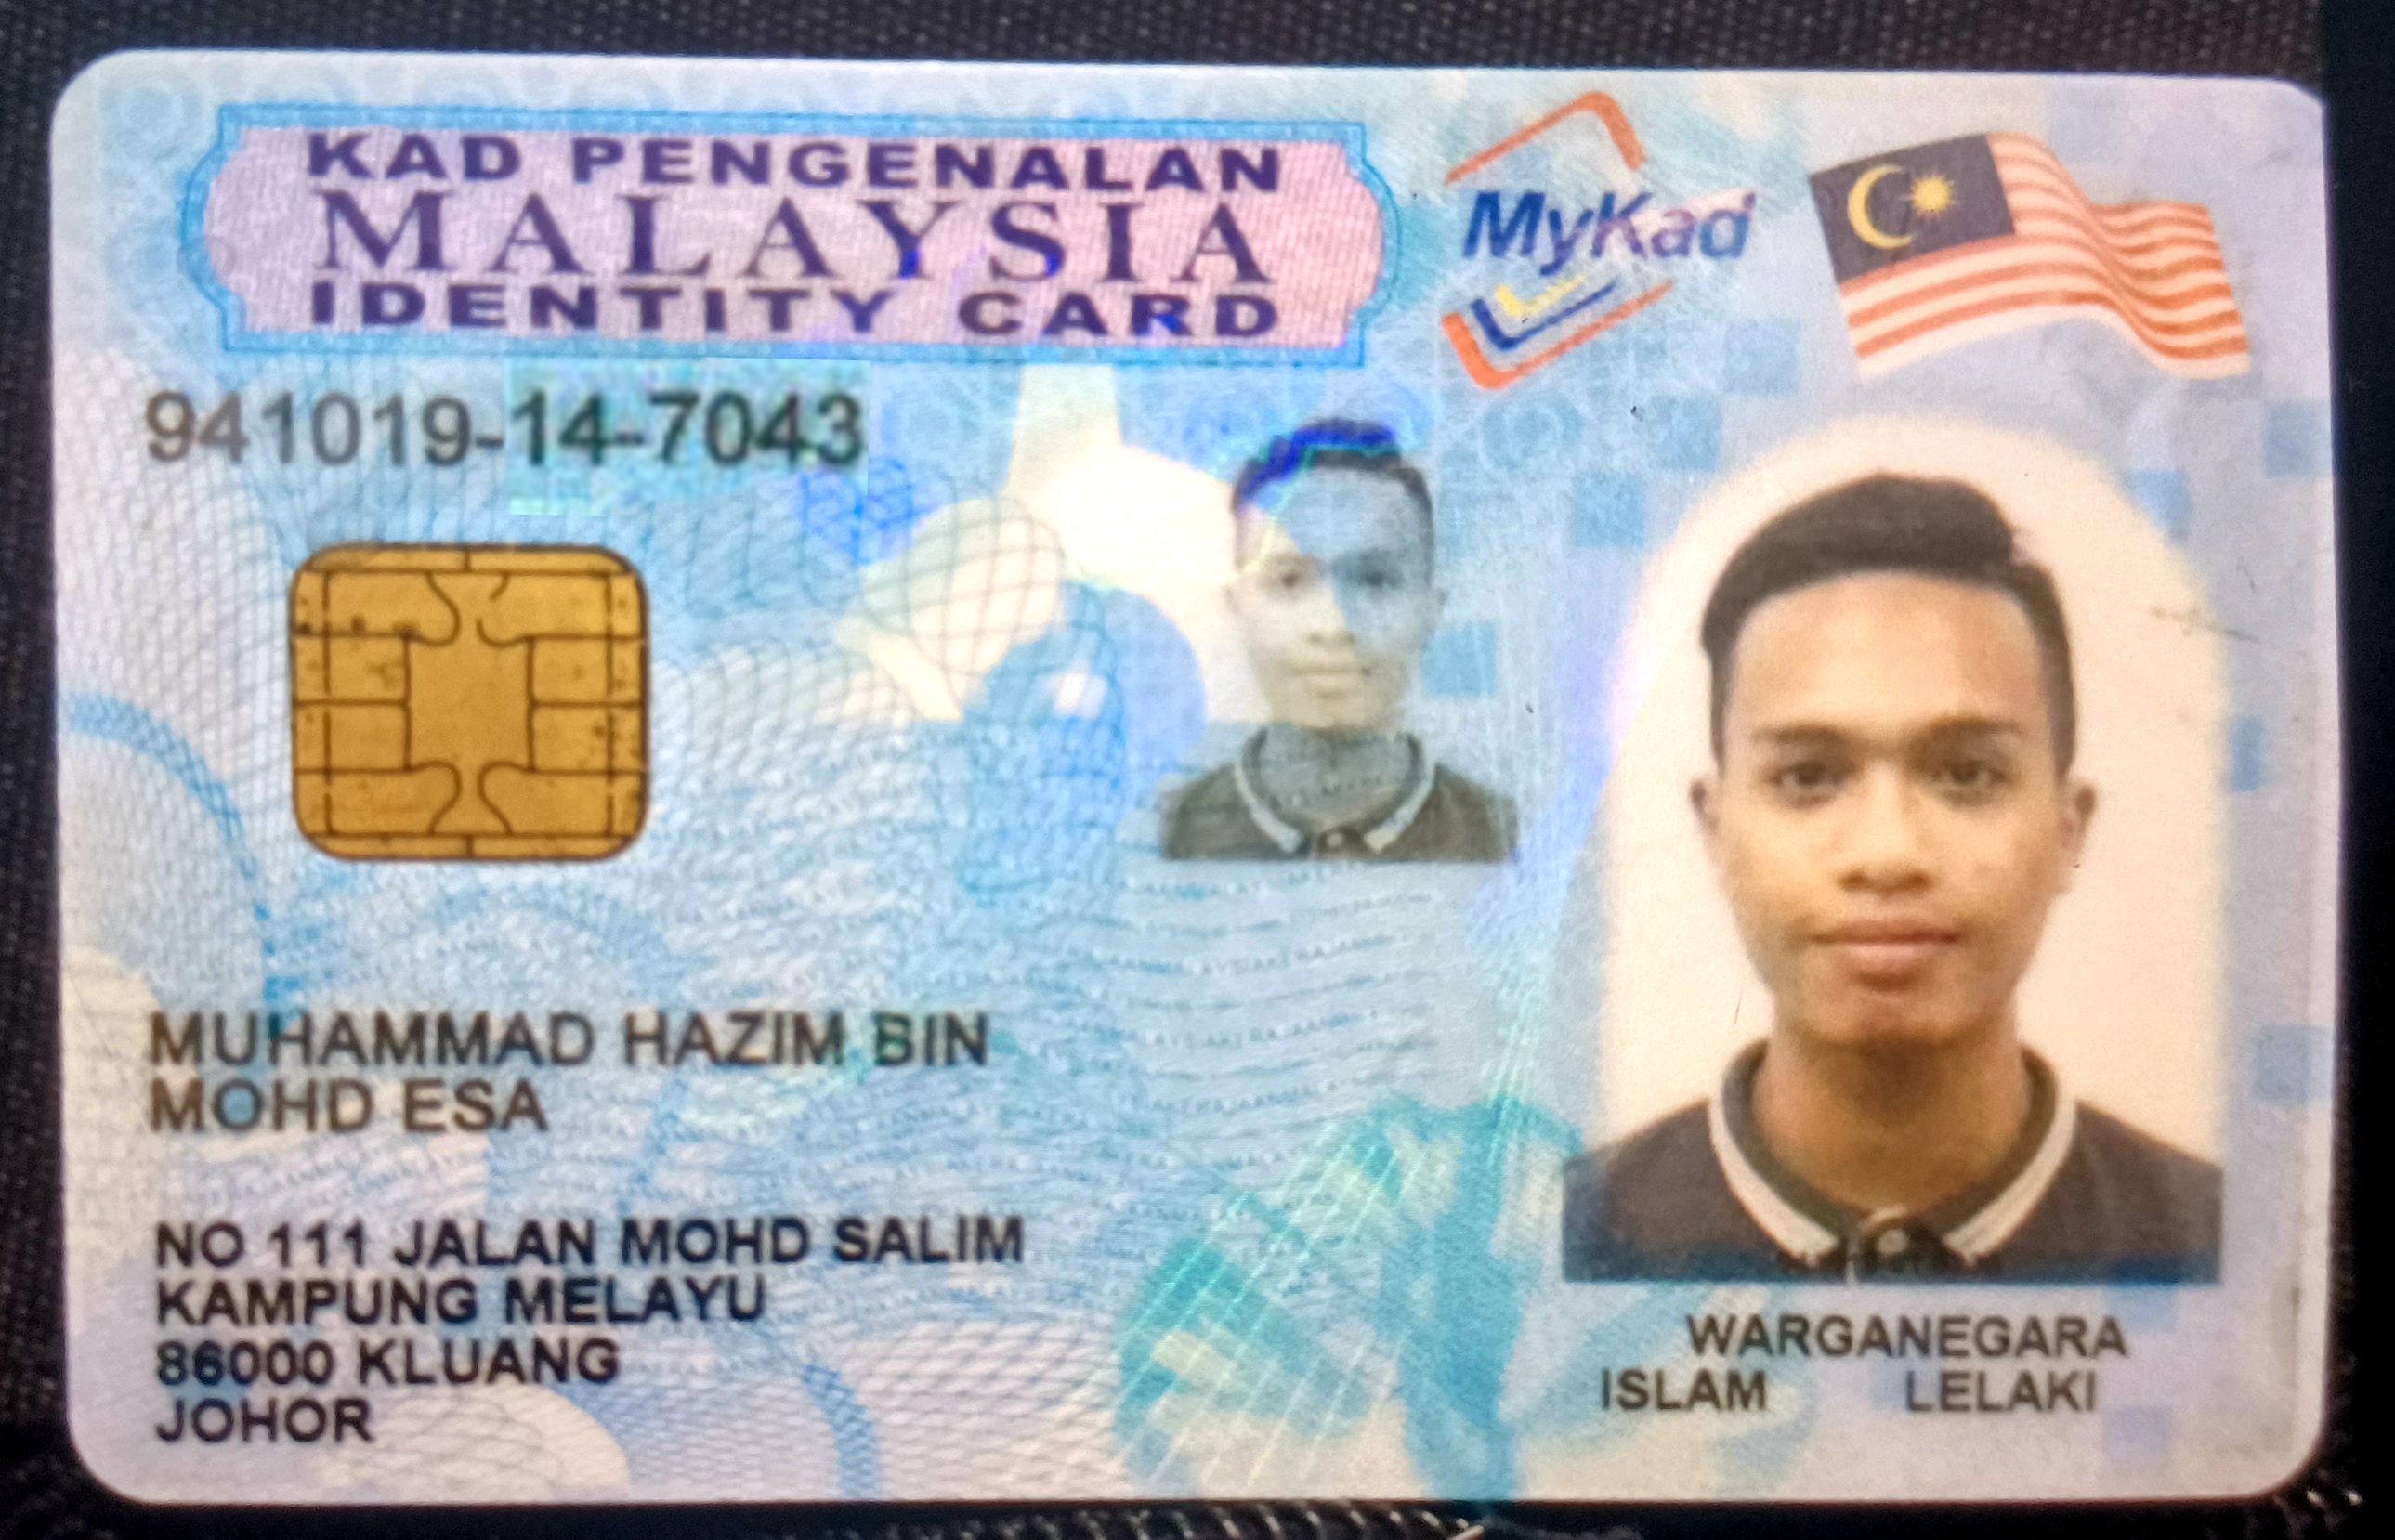 KAD PENGENALAN
MALAYSIA
IDENTITY CARD
MyKad
941019-14-7043
MUHAMMAD HAZIM BIN
MOHD ESA
NO 111 JALAN MOHD SALIM
KAMPUNG MELAYU
86000 KLUANG
JOHOR
WARGANEGARA
ISLAM LELAKI